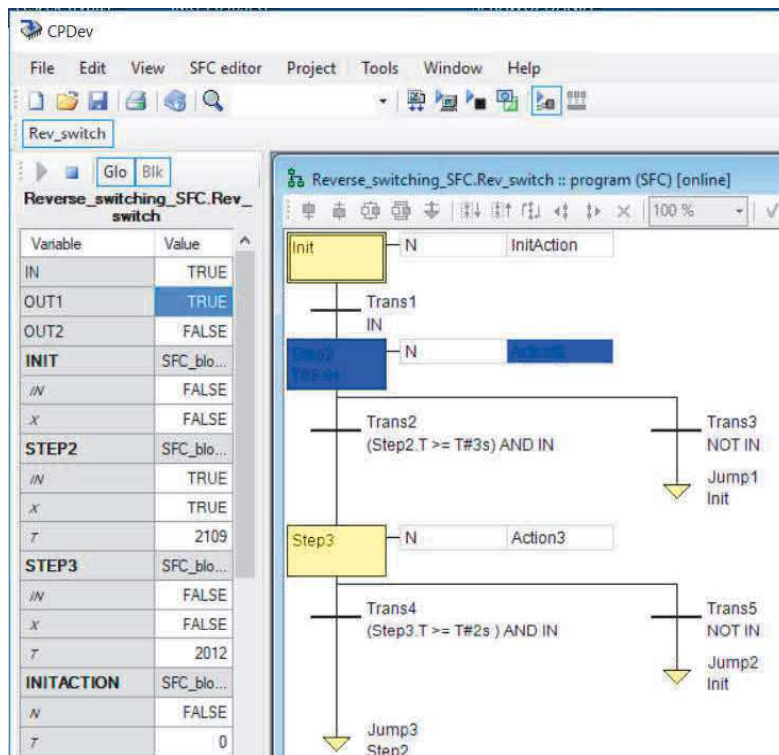 CPDev
File Edit View SFC editor Project Tools Window Help
Rev_switch
Glo Blk
Reverse_switching_SFC.Rev_
switch
Variable Value
IN TRUE
OUT1 TRUE
OUT2 FALSE
INIT SFC_blo...
IN FALSE
X FALSE
STEP2 SFC_blo...
IN TRUE
X TRUE
T 2109
STEP3 SFC_blo...
IN FALSE
X FALSE
T 2012
INITACTION SFC_blo...
N FALSE
T 0
Reverse_switching_SFC.Rev_switch :: program (SFC) [online]
100 %
Init N InitAction
Trans1
IN
Step2 N
Trans2
(Step2.T >= T#3s) AND IN
Trans3
NOT IN
Jump1
Init
Step3 N Action3
Trans4
(Step3.T >= T#2s ) AND IN
Trans5
NOT IN
Jump2
Init
Jump3
Step2